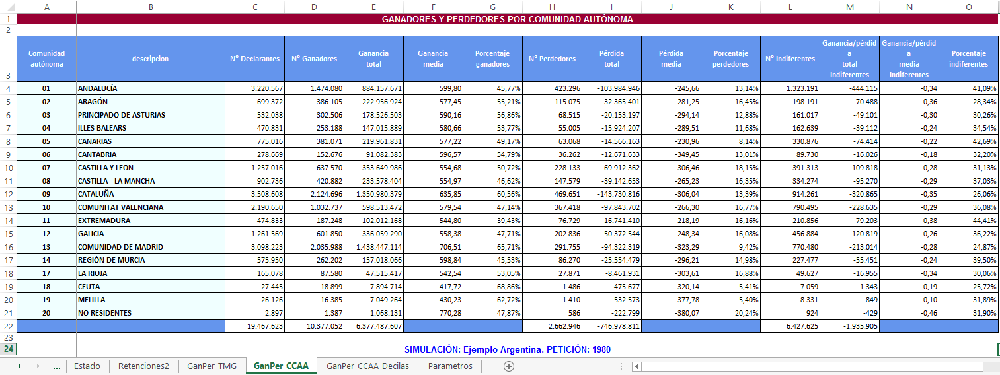 A B C D E F G H I J K L M N O
1 GANADORES Y PERDEDORES POR COMUNIDAD AUTÓNOMA
2
3 Comunidad autónoma descripcion Nº Declarantes Nº Ganadores Ganancia total Ganancia media Porcentaje ganadores Nº Perdedores Pérdida total Pérdida media Porcentaje perdedores Nº Indiferentes Ganancia/pérdid a total Indiferentes Ganancia/pérdid a media Indiferentes Porcentaje indiferentes
4 01 ANDALUCÍA 3.220.567 1.474.080 884.157.671 599,80 45,77% 423.296 -103.984.946 -245,66 13,14% 1.323.191 -444.115 -0,34 41,09%
5 02 ARAGÓN 699.372 386.105 222.956.924 577,45 55,21% 115.075 -32.365.401 -281,25 16,45% 198.191 -70.488 -0,36 28,34%
6 03 PRINCIPADO DE ASTURIAS 532.038 302.506 178.526.503 590,16 56,86% 68.515 -20.153.197 -294,14 12,88% 161.017 -49.101 -0,30 30,26%
7 04 ILLES BALEARS 470.831 253.188 147.015.889 580,66 53,77% 55.005 -15.924.207 -289,51 11,68% 162.639 -39.112 -0,24 34,54%
8 05 CANARIAS 775.016 381.071 219.961.831 577,22 49,17% 63.068 -14.566.163 -230,96 8,14% 330.876 -74.414 -0,22 42,69%
9 06 CANTABRIA 278.669 152.676 91.082.383 596,57 54,79% 36.262 -12.671.633 -349,45 13,01% 89.730 -16.026 -0,18 32,20%
10 07 CASTILLA Y LEON 1.257.016 637.570 353.649.986 554,68 50,72% 228.133 -69.912.362 -306,46 18,15% 391.313 -109.818 -0,28 31,13%
11 08 CASTILLA - LA MANCHA 902.736 420.882 233.578.404 554,97 46,62% 147.579 -39.142.653 -265,23 16,35% 334.274 -95.270 -0,29 37,03%
12 09 CATALUÑA 3.508.608 2.124.696 1.350.980.379 635,85 60,56% 469.651 -143.730.816 -306,04 13,39% 914.261 -320.865 -0,35 26,06%
13 10 COMUNITAT VALENCIANA 2.190.650 1.032.737 598.513.472 579,54 47,14% 367.418 -97.843.702 -266,30 16,77% 790.495 -228.635 -0,29 36,08%
14 11 EXTREMADURA 474.833 187.248 102.012.168 544,80 39,43% 76.729 -16.741.410 -218,19 16,16% 210.856 -79.203 -0,38 44,41%
15 12 GALICIA 1.261.569 601.850 336.059.290 558,38 47,71% 202.836 -50.372.544 -248,34 16,08% 456.884 -120.819 -0,26 36,22%
16 13 COMUNIDAD DE MADRID 3.098.223 2.035.988 1.438.447.114 706,51 65,71% 291.755 -94.322.319 -323,29 9,42% 770.480 -213.014 -0,28 24,87%
17 14 REGIÓN DE MURCIA 575.950 262.202 157.018.066 598,84 45,53% 86.270 -25.554.479 -296,21 14,98% 227.477 -55.451 -0,24 39,50%
18 17 LA RIOJA 165.078 87.580 47.515.417 542,54 53,05% 27.871 -8.461.931 -303,61 16,88% 49.627 -16.955 -0,34 30,06%
19 18 CEUTA 27.445 18.899 7.894.714 417,72 68,86% 1.486 -475.677 -320,14 5,41% 7.059 -1.343 -0,19 25,72%
20 19 MELILLA 26.126 16.385 7.049.264 430,23 62,72% 1.410 -532.573 -377,78 5,40% 8.331 -849 -0,10 31,89%
21 20 NO RESIDENTES 2.897 1.387 1.068.131 770,28 47,87% 586 -222.799 -380,07 20,24% 924 -429 -0,46 31,90%
22 19.467.623 10.377.052 6.377.487.607 2.662.946 -746.978.811 6.427.625 -1.935.905
23
24 SIMULACIÓN: Ejemplo Argentina. PETICIÓN: 1980
... Estado Retenciones2 GanPer_TMG GanPer_CCAA GanPer_CCAA_Decilas Parametros